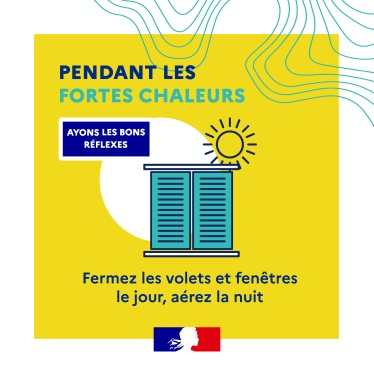 PENDANT LES
FORTES CHALEURS
AYONS LES BONS
RÉFLEXES
Fermez les volets et fenêtres
le jour, aérez la nuit